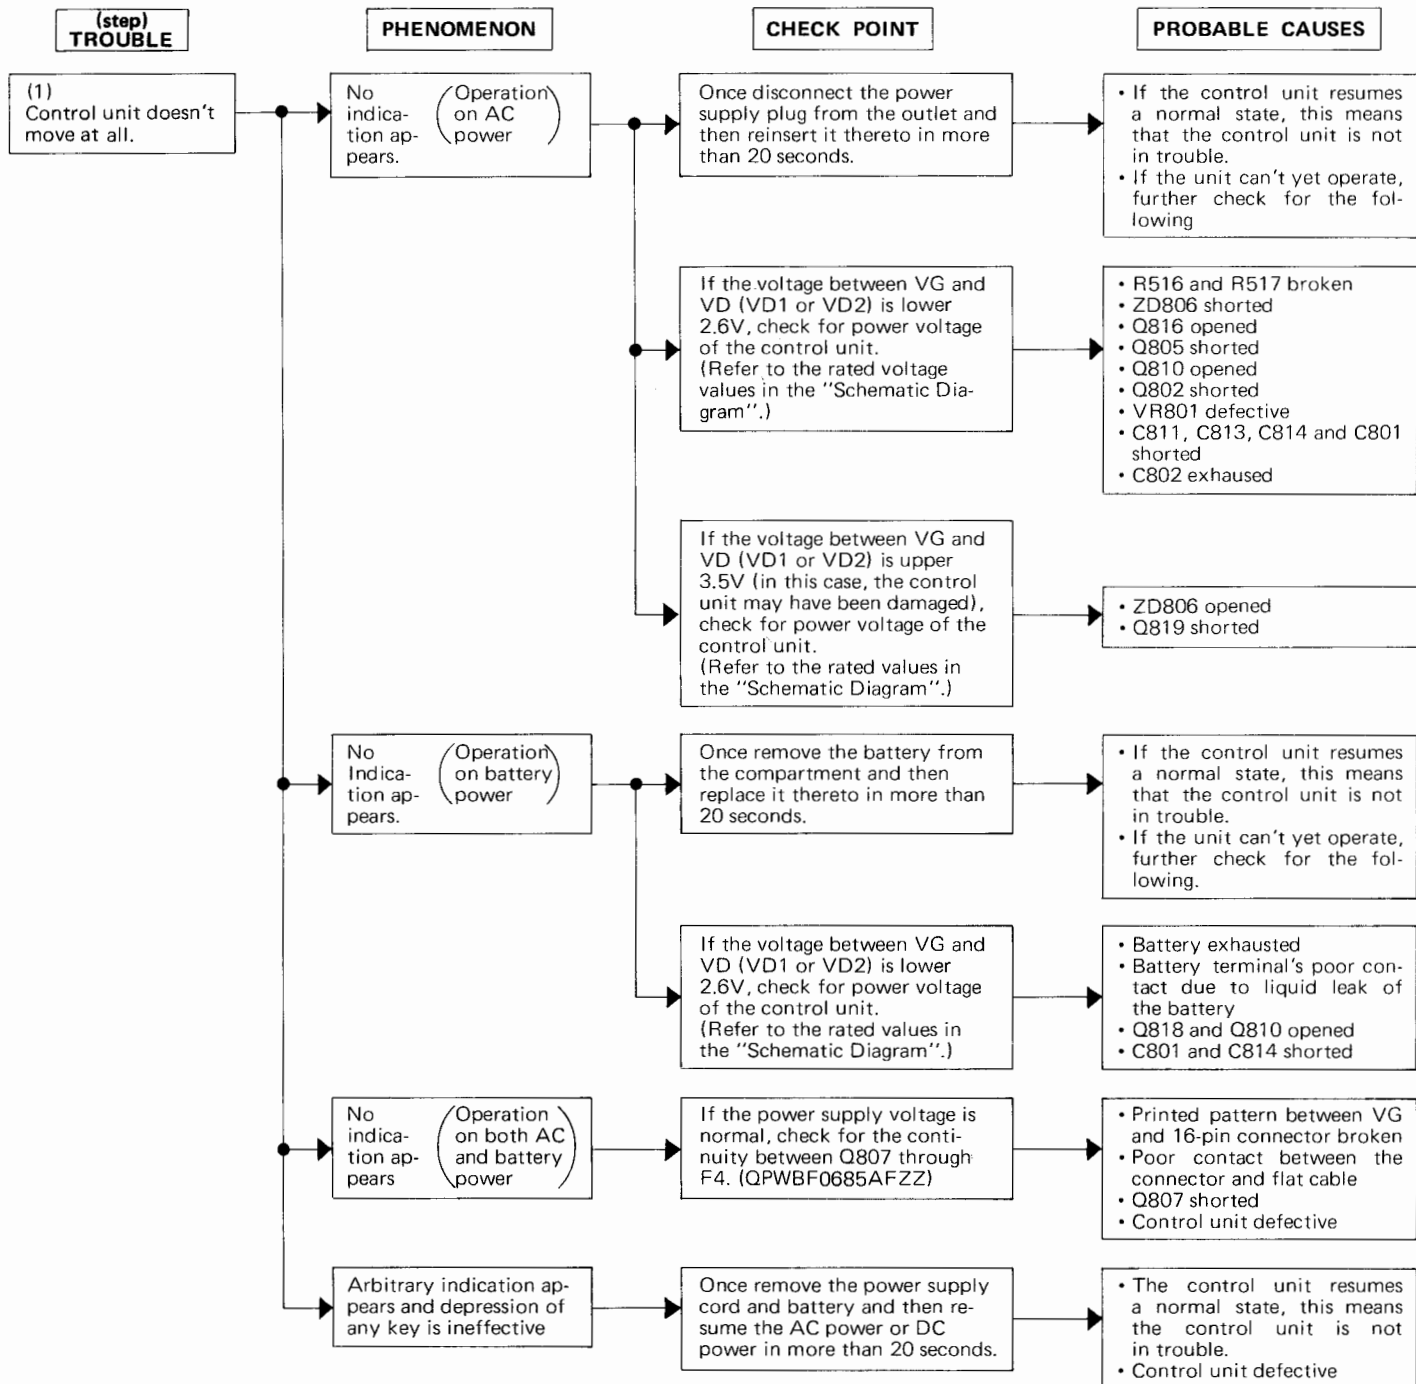 (step)
TROUBLE
PHENOMENON
CHECK POINT
PROBABLE CAUSES
(1)
Control unit doesn't
move at all.
No
indica-
tion ap-
pears.
(Operation
on AC
power)
Once disconnect the power
supply plug from the outlet and
then reinsert it thereto in more
than 20 seconds.
• If the control unit resumes
a normal state, this means
that the control unit is not
in trouble.
• If the unit can't yet operate,
further check for the fol-
lowing
If the voltage between VG and
VD (VD1 or VD2) is lower
2.6V, check for power voltage
of the control unit.
(Refer to the rated voltage
values in the "Schematic Dia-
gram".)
• R516 and R517 broken
• ZD806 shorted
• Q816 opened
• Q805 shorted
• Q810 opened
• Q802 shorted
• VR801 defective
• C811, C813, C814 and C801
shorted
• C802 exhaused
If the voltage between VG and
VD (VD1 or VD2) is upper
3.5V (in this case, the control
unit may have been damaged),
check for power voltage of the
control unit.
(Refer to the rated values in
the "Schematic Diagram".)
• ZD806 opened
• Q819 shorted
No
Indica-
tion ap-
pears.
(Operation
on battery
power)
Once remove the battery from
the compartment and then
replace it thereto in more than
20 seconds.
• If the control unit resumes
a normal state, this means
that the control unit is not
in trouble.
• If the unit can't yet operate,
further check for the fol-
lowing.
If the voltage between VG and
VD (VD1 or VD2) is lower
2.6V, check for power voltage
of the control unit.
(Refer to the rated values in
the "Schematic Diagram".)
• Battery exhausted
• Battery terminal's poor con-
tact due to liquid leak of
the battery
• Q818 and Q810 opened
• C801 and C814 shorted
No
indica-
tion ap-
pears
(Operation
on both AC
and battery
power)
If the power supply voltage is
normal, check for the conti-
nuity between Q807 through
F4. (QPWBF0685AFZZ)
• Printed pattern between VG
and 16-pin connector broken
• Poor contact between the
connector and flat cable
• Q807 shorted
• Control unit defective
Arbitrary indication ap-
pears and depression of
any key is ineffective
Once remove the power supply
cord and battery and then re-
sume the AC power or DC
power in more than 20 seconds.
• The control unit resumes
a normal state, this means
the control unit is not
in trouble.
• Control unit defective